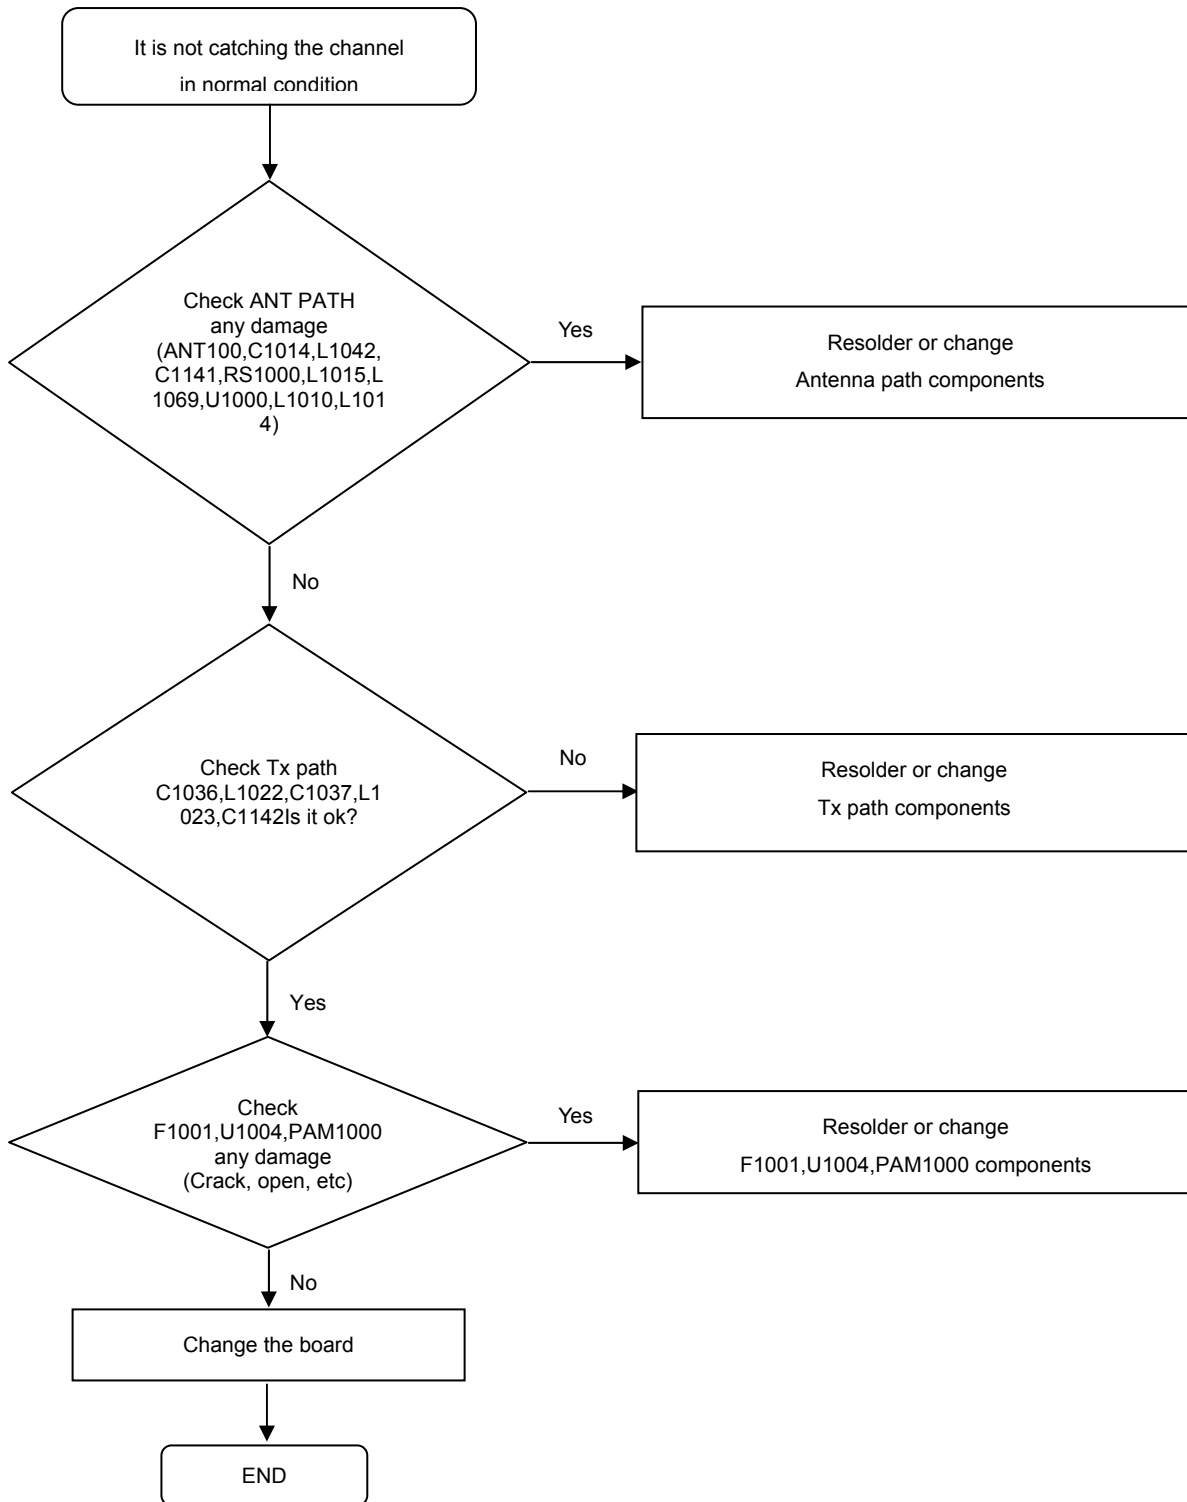 It is not catching the channel
in normal condition
Check ANT PATH
any damage
(ANT100,C1014,L1042,
C1141,RS1000,L1015,L
1069,U1000,L1010,L101
4)
Yes
Resolder or change
Antenna path components
No
Check Tx path
C1036,L1022,C1037,L1
023,C1142Is it ok?
No
Resolder or change
Tx path components
Yes
Check
F1001,U1004,PAM1000
any damage
(Crack, open, etc)
Yes
Resolder or change
F1001,U1004,PAM1000 components
No
Change the board
END